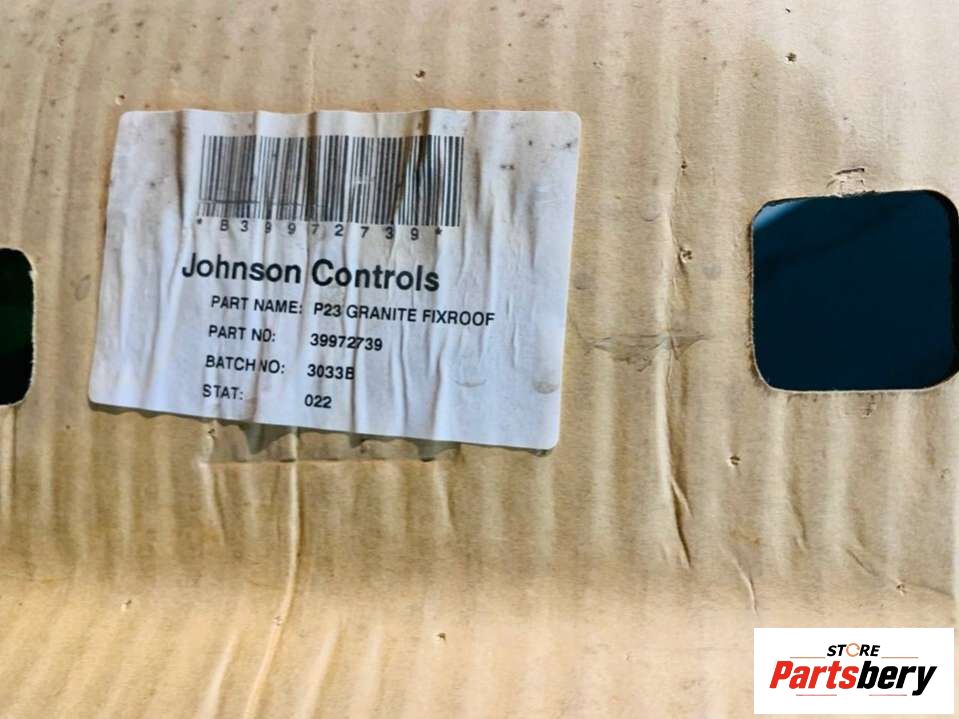 *B39972739*
Johnson Controls
PART NAME: P23 GRANITE FIXROOF
PART NO: 39972739
BATCH NO: 3033B
STAT: 022
STORE
Partsbery